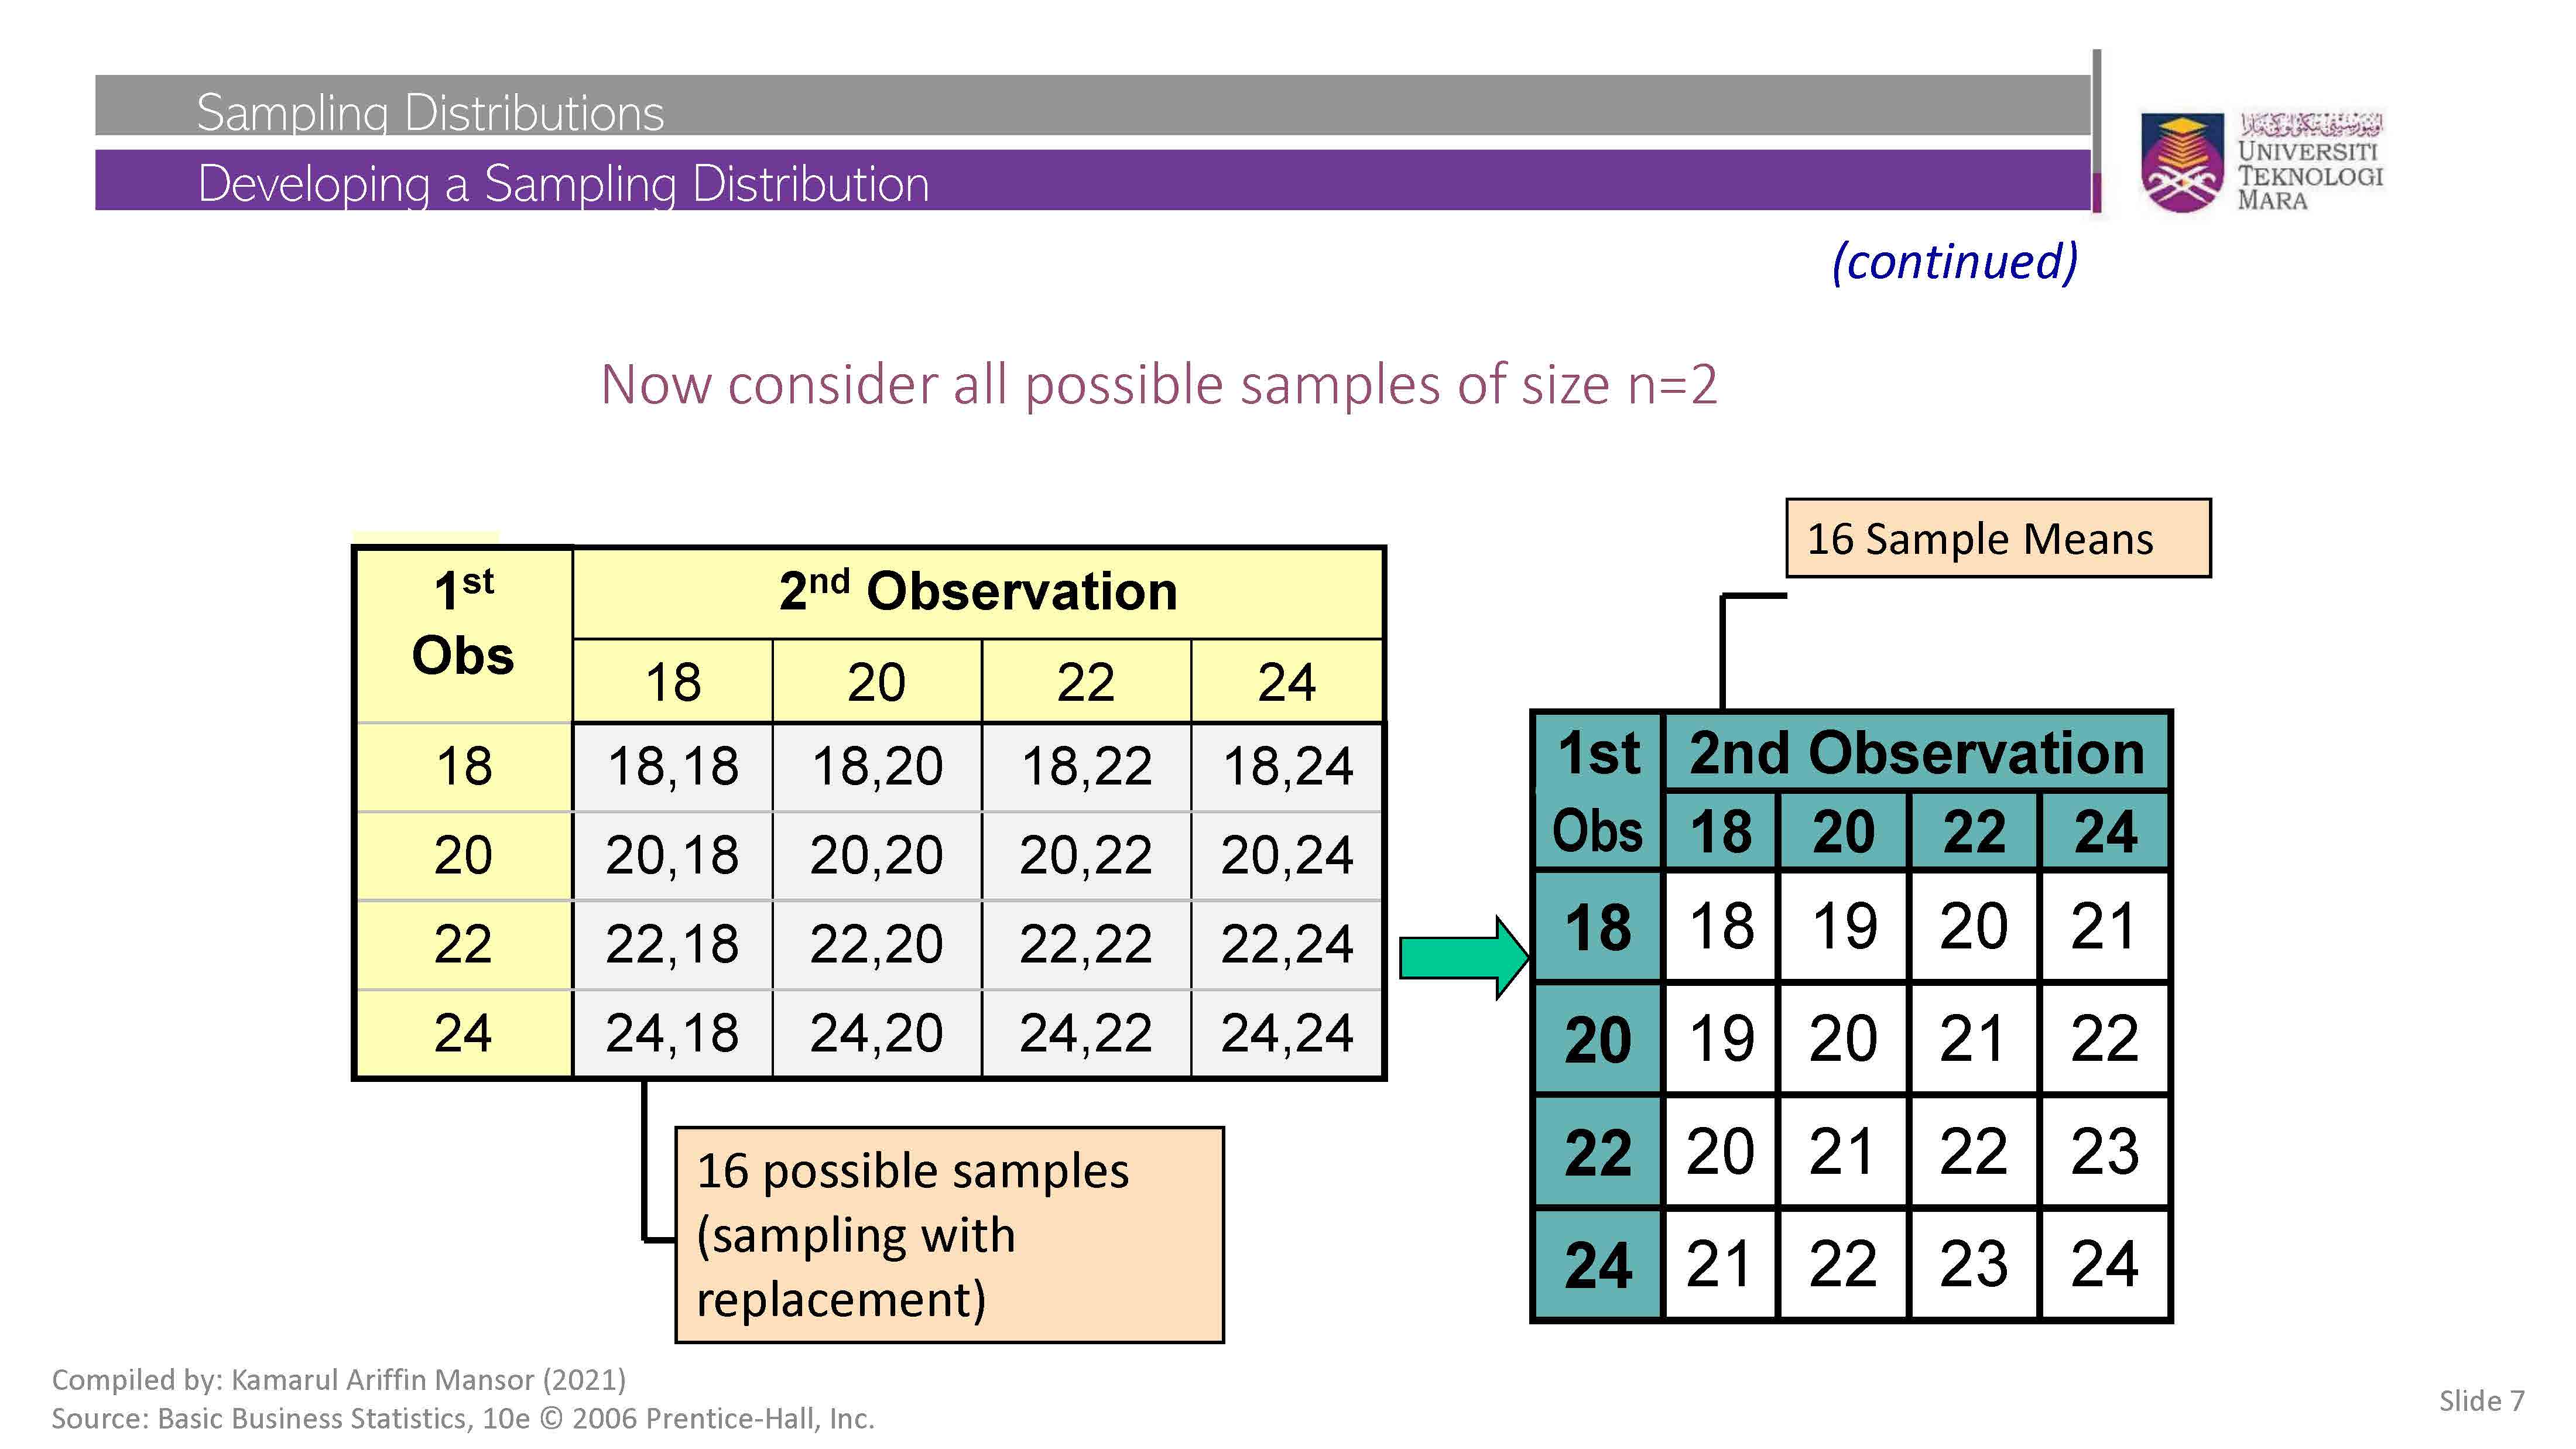 Sampling Distributions
Developing a Sampling Distribution
UNIVERSITI
TEKNOLOGI
MARA
(continued)
Now consider all possible samples of size n=2
16 Sample Means
1st 2nd Observation
Obs 18 20 22 24
18 18,18 18,20 18,22 18,24
20 20,18 20,20 20,22 20,24
22 22,18 22,20 22,22 22,24
24 24,18 24,20 24,22 24,24
16 possible samples
(sampling with
replacement)
1st 2nd Observation
Obs 18 20 22 24
18 18 19 20 21
20 19 20 21 22
22 20 21 22 23
24 21 22 23 24
Compiled by: Kamarul Ariffin Mansor (2021)
Source: Basic Business Statistics, 10e © 2006 Prentice-Hall, Inc.
Slide 7